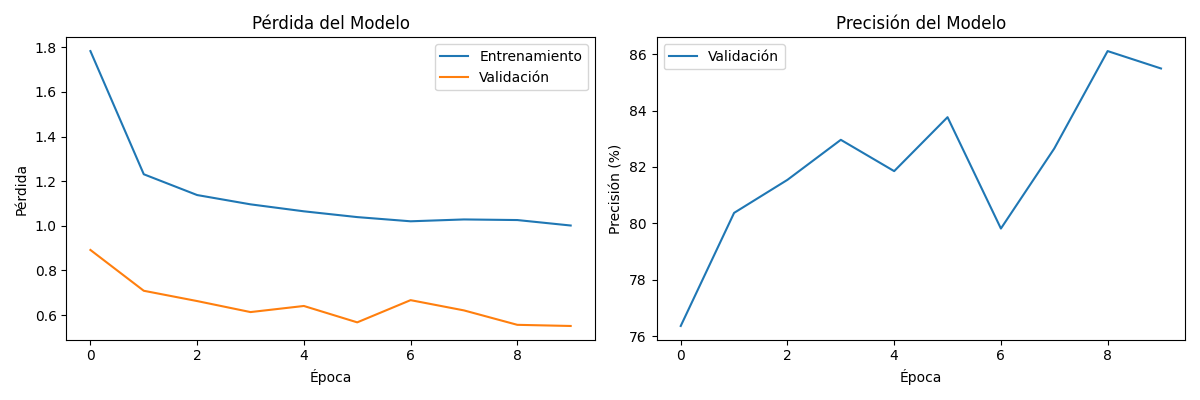 Pérdida del Modelo
1.8
1.6
1.4
1.2
1.0
0.8
0.6
Pérdida
Entrenamiento
Validación
0 2 4 6 8
Época
Precisión del Modelo
86
84
82
80
78
76
Precisión (%)
Validación
0 2 4 6 8
Época